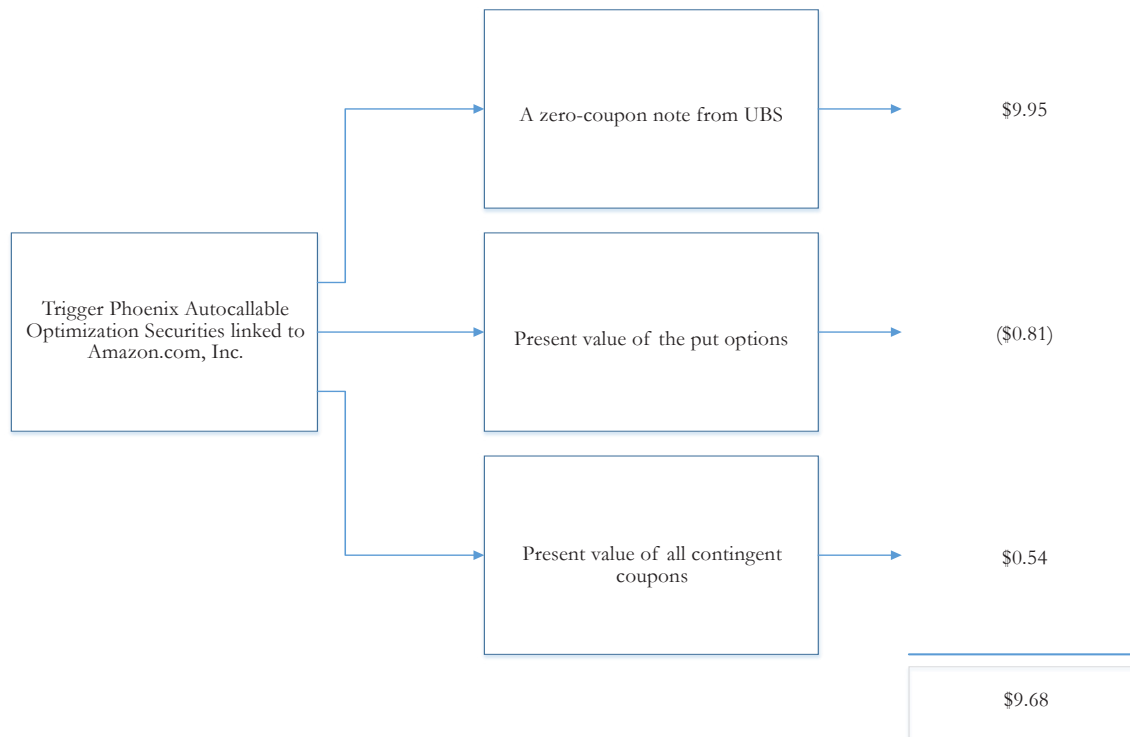 A zero-coupon note from UBS
$9.95
Trigger Phoenix Autocallable
Optimization Securities linked to
Amazon.com, Inc.
Present value of the put options
($0.81)
Present value of all contingent
coupons
$0.54
$9.68